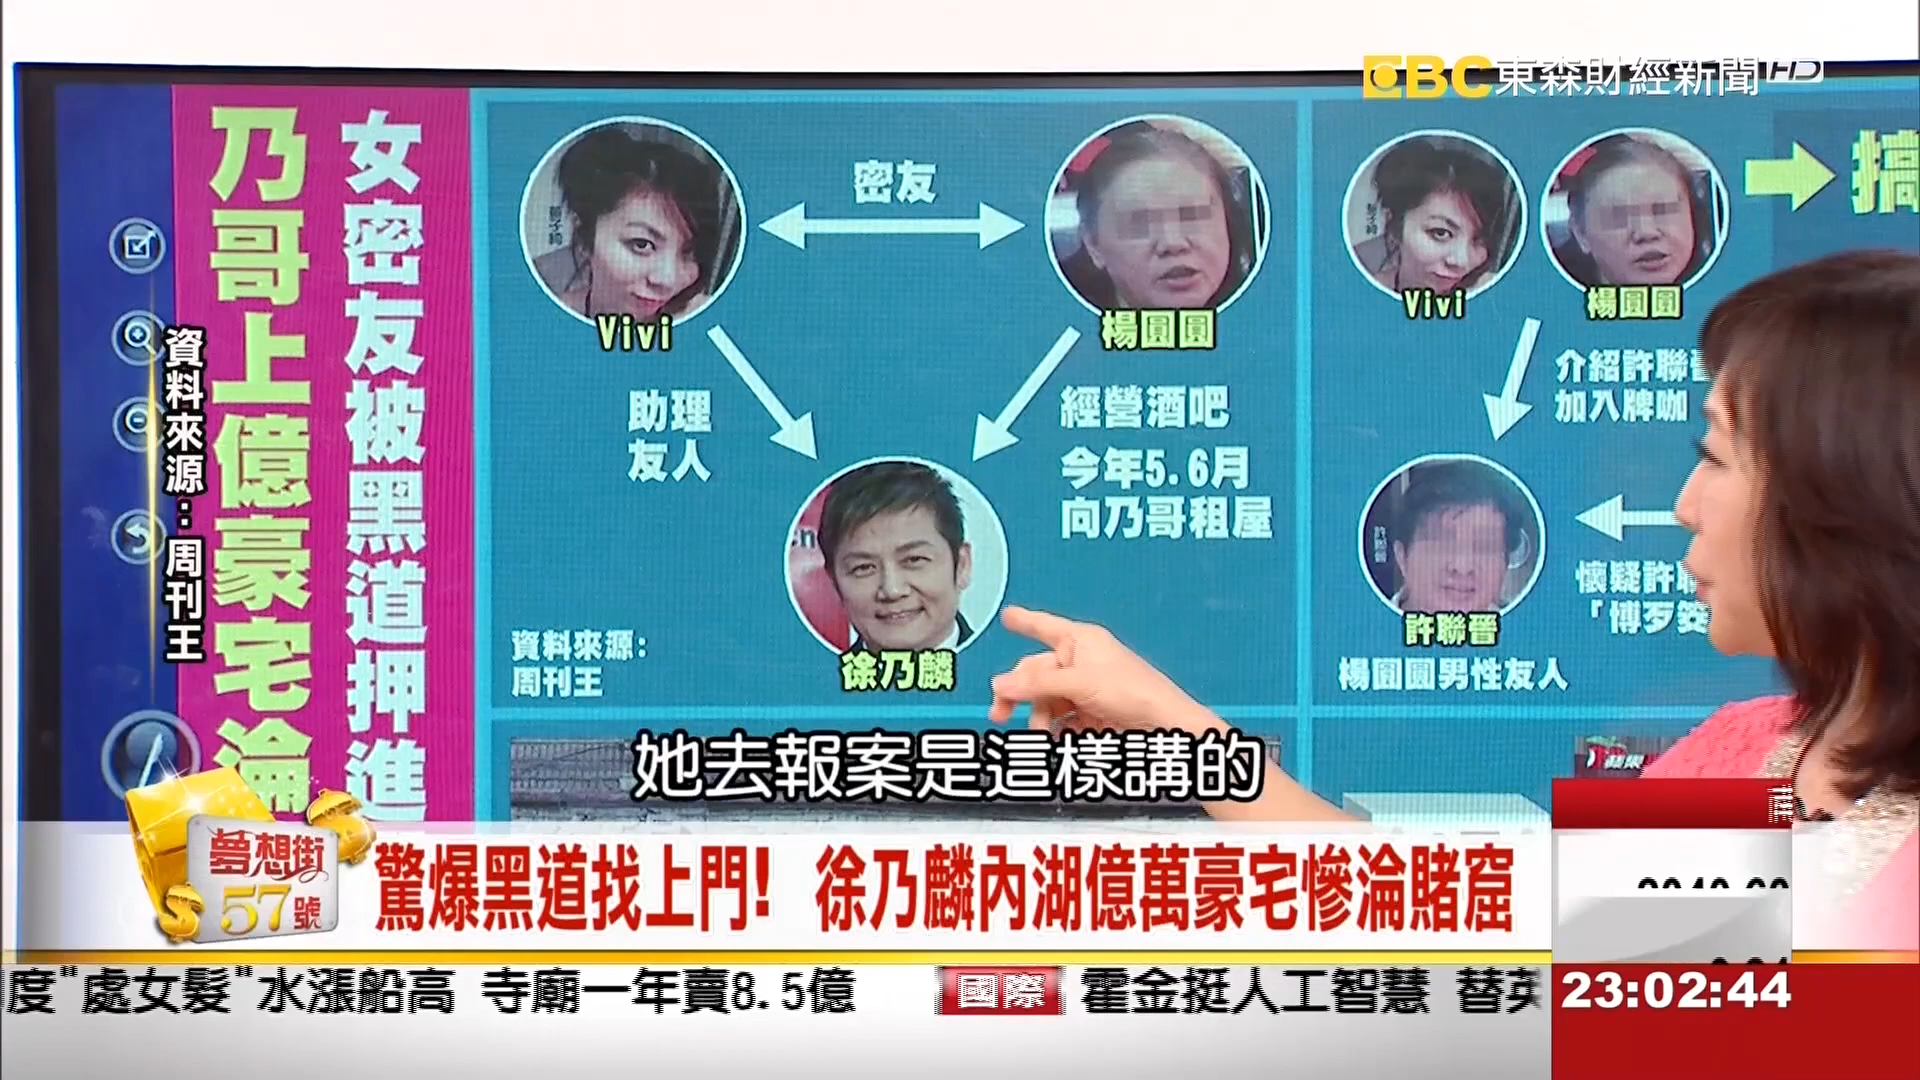 EBC東森財經新聞HD
女密友被黑道押進
乃哥上億豪宅淪
資料來源：周刊王
密友
Vivi
楊圓圓
助理
友人
經營酒吧
今年5.6月
向乃哥租屋
徐乃麟
資料來源:
周刊王
搞
Vivi
楊圓圓
介紹許聯
加入牌咖
懷疑許
「博歹筊
許聯晉
楊圓圓男性友人
蘋果
她去報案是這樣講的
夢想街
57號
驚爆黑道找上門! 徐乃麟內湖億萬豪宅慘淪賭窟
度"處女髮"水漲船高 寺廟一年賣8.5億
國際 霍金挺人工智慧 替英
23:02:44